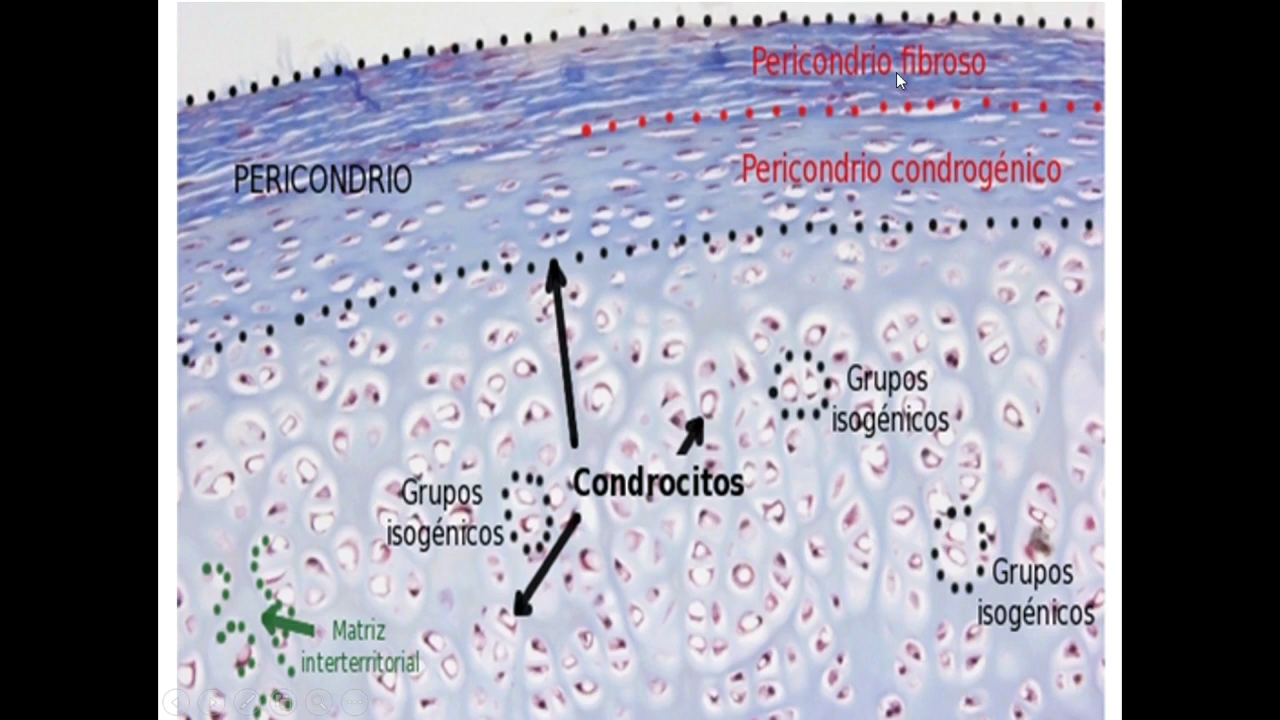 Pericondrio fibroso
PERICONDRIO
Pericondrio condrogénico
Grupos
isogénicos
Condrocitos
Grupos
isogénicos
Grupos
isogénicos
Matriz
interterritorial